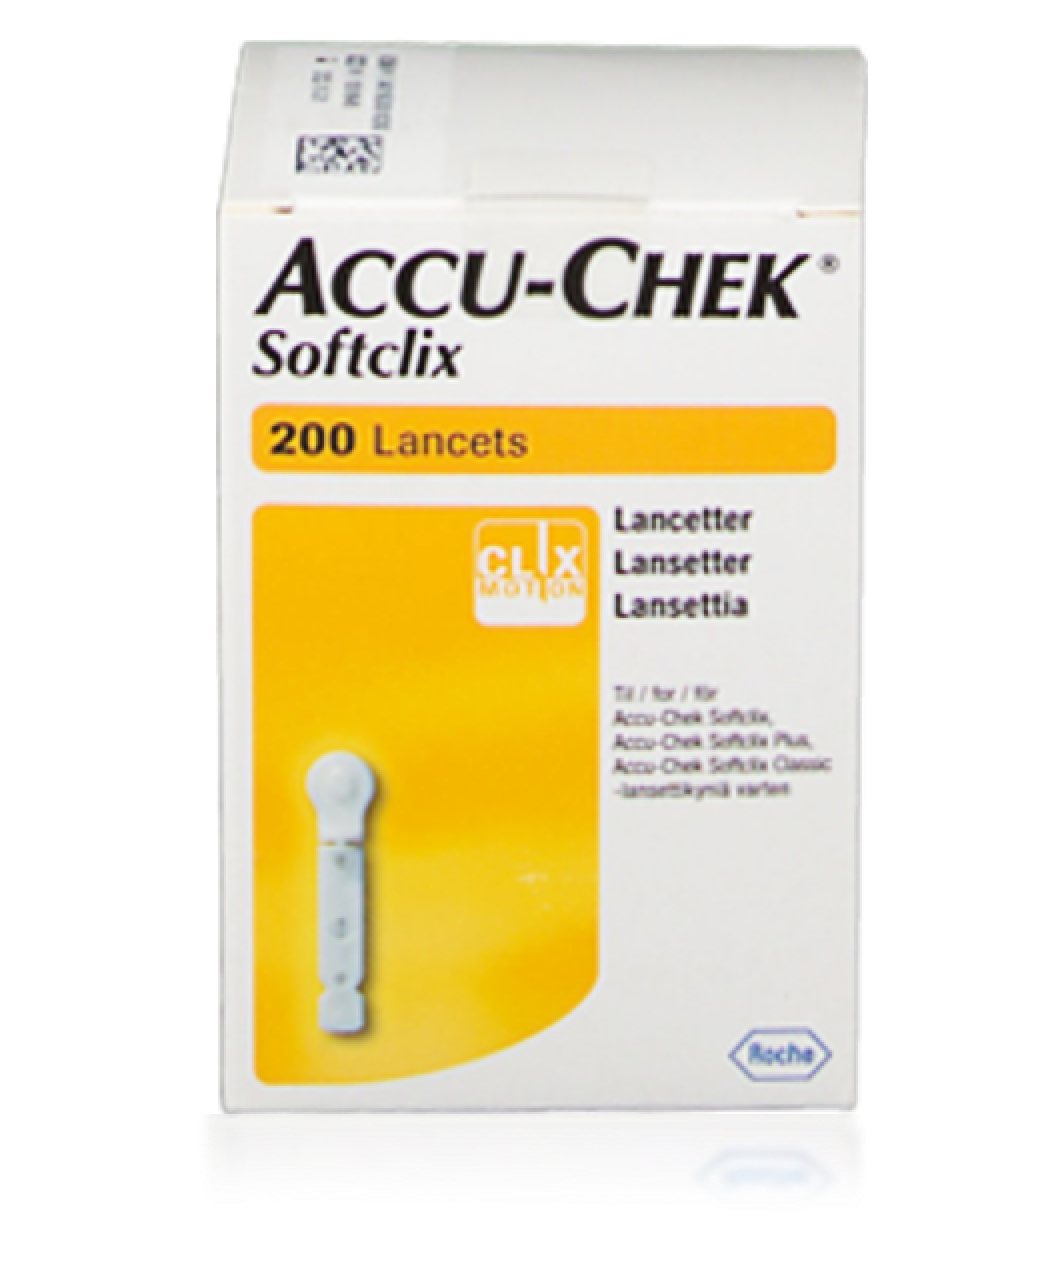 ACCU-CHEK®
Softclix
200 Lancets
CLIX
MOTION
Lancetter
Lansetter
Lansettia
Til / for / för
Accu-Chek Softclix,
Accu-Chek Softclix Plus,
Accu-Chek Softclix Classic
-lansettikyniä varten
Roche